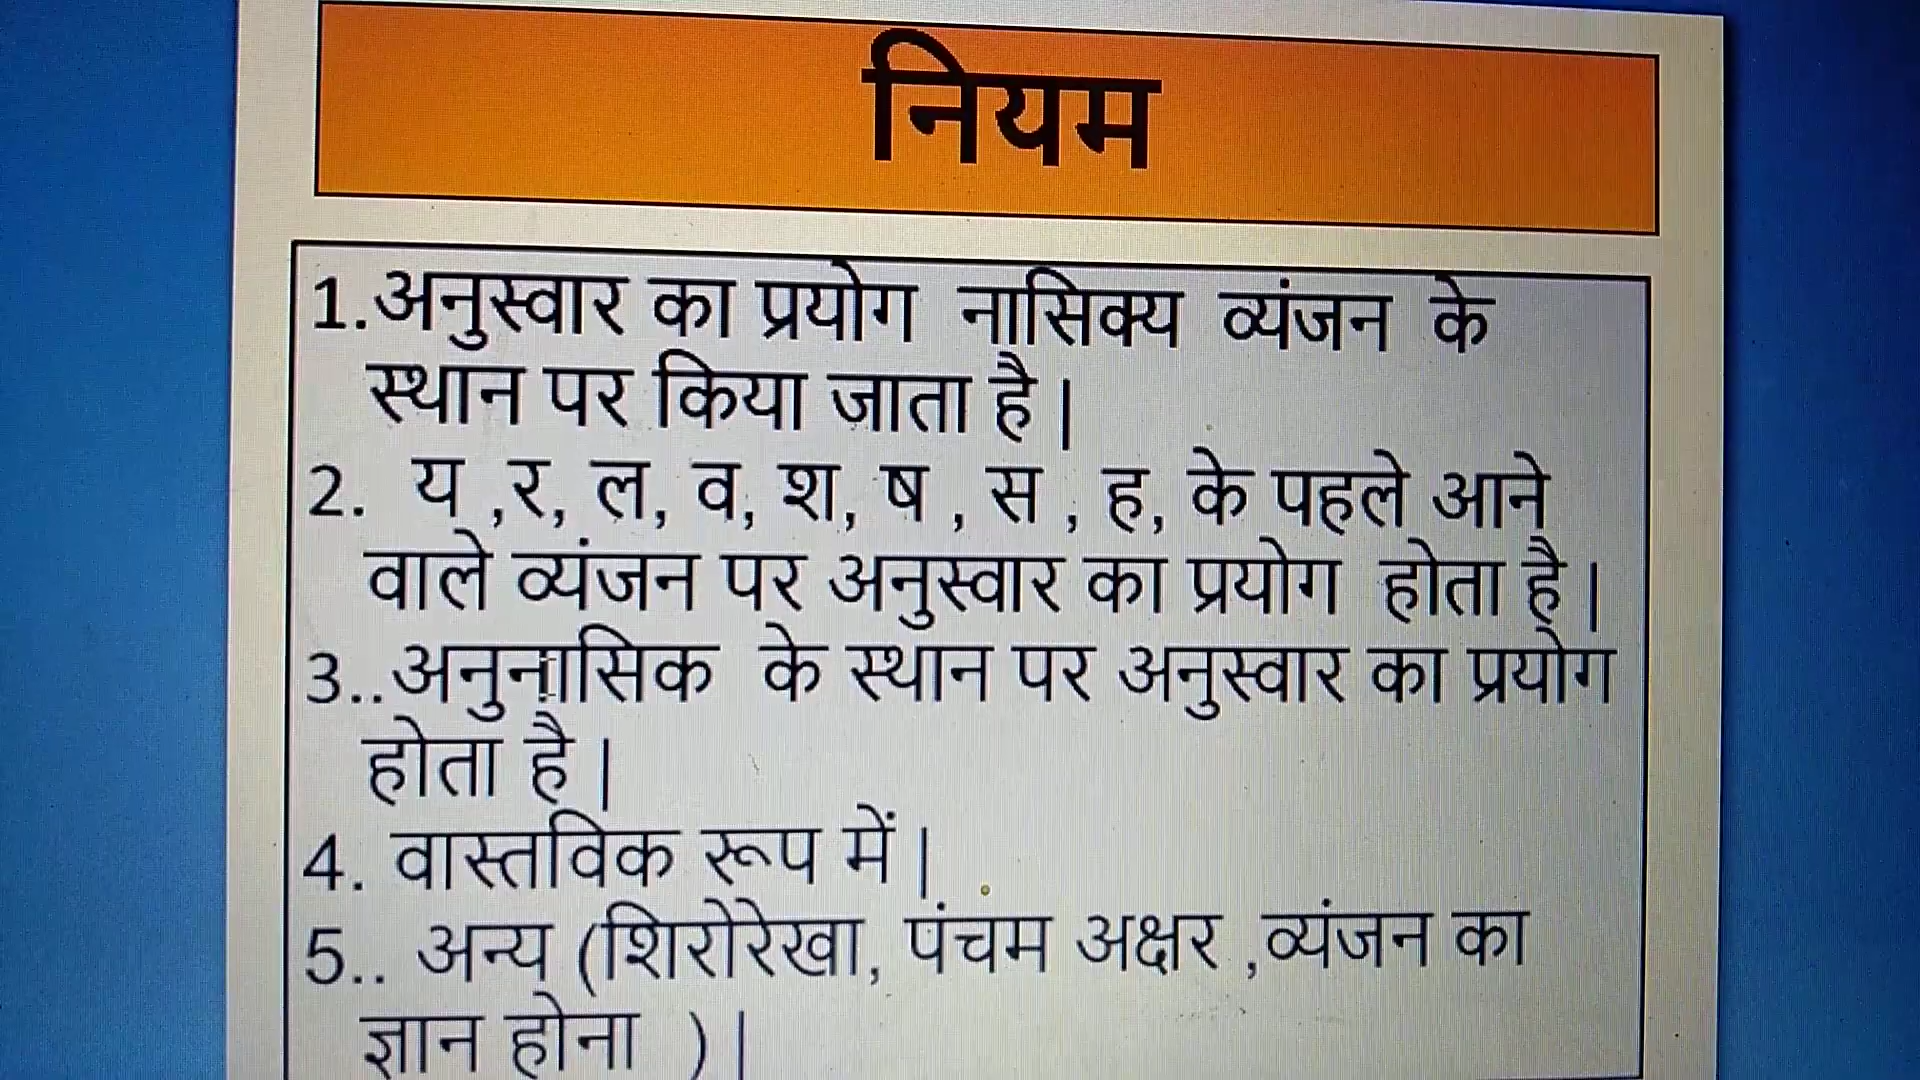 नियम
1.अनुस्वार का प्रयोग नासिक्य व्यंजन के
स्थान पर किया जाता है|
2. य ,र, ल, व, श, ष , स , ह, के पहले आने
वाले व्यंजन पर अनुस्वार का प्रयोग होता है|
3..अनुनासिक के स्थान पर अनुस्वार का प्रयोग
होता है|
4. वास्तविक रूप में|
5.. अन्य (शिरोरेखा, पंचम अक्षर ,व्यंजन का
ज्ञान होना )|